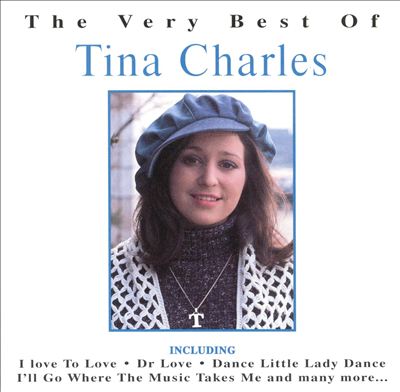 The Very Best Of
Tina Charles
T
INCLUDING
I love To Love • Dr Love • Dance Little Lady Dance
I'll Go Where The Music Takes Me and many more...